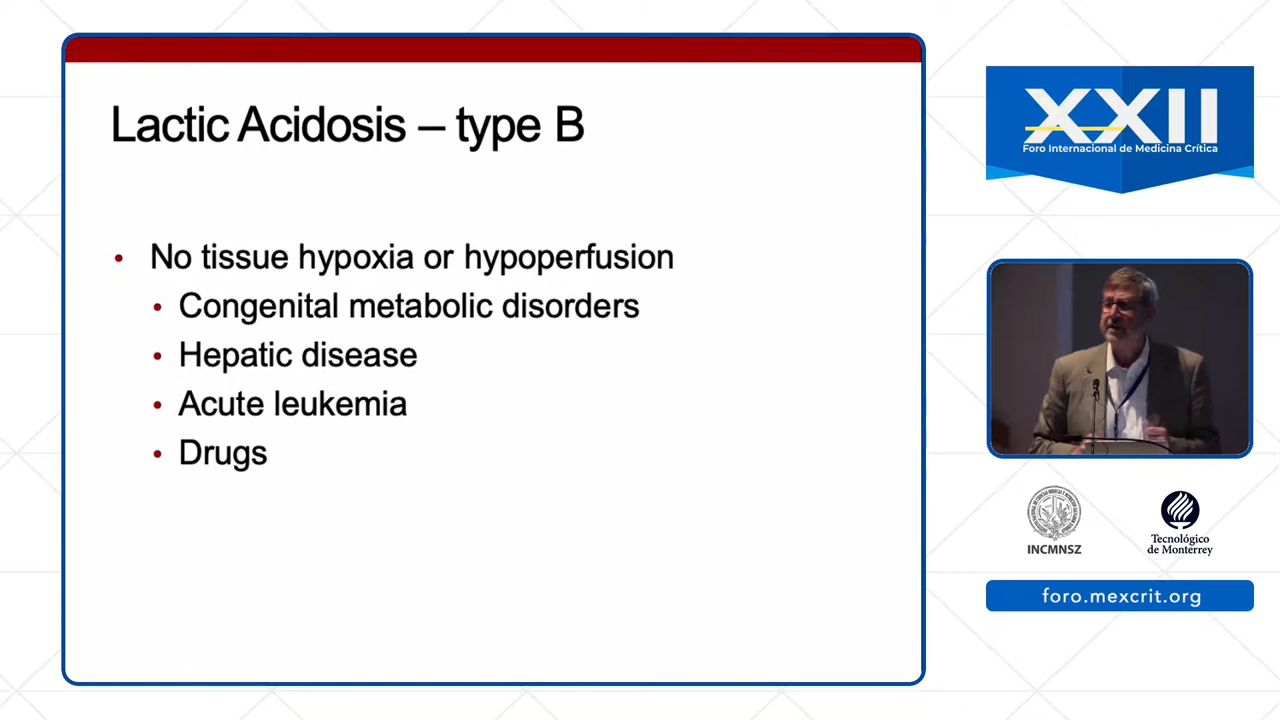 Lactic Acidosis – type B
• No tissue hypoxia or hypoperfusion
• Congenital metabolic disorders
• Hepatic disease
• Acute leukemia
• Drugs
XXII
Foro Internacional de Medicina Crítica
INCMNSZ
Tecnológico
de Monterrey
foro.mexcrit.org